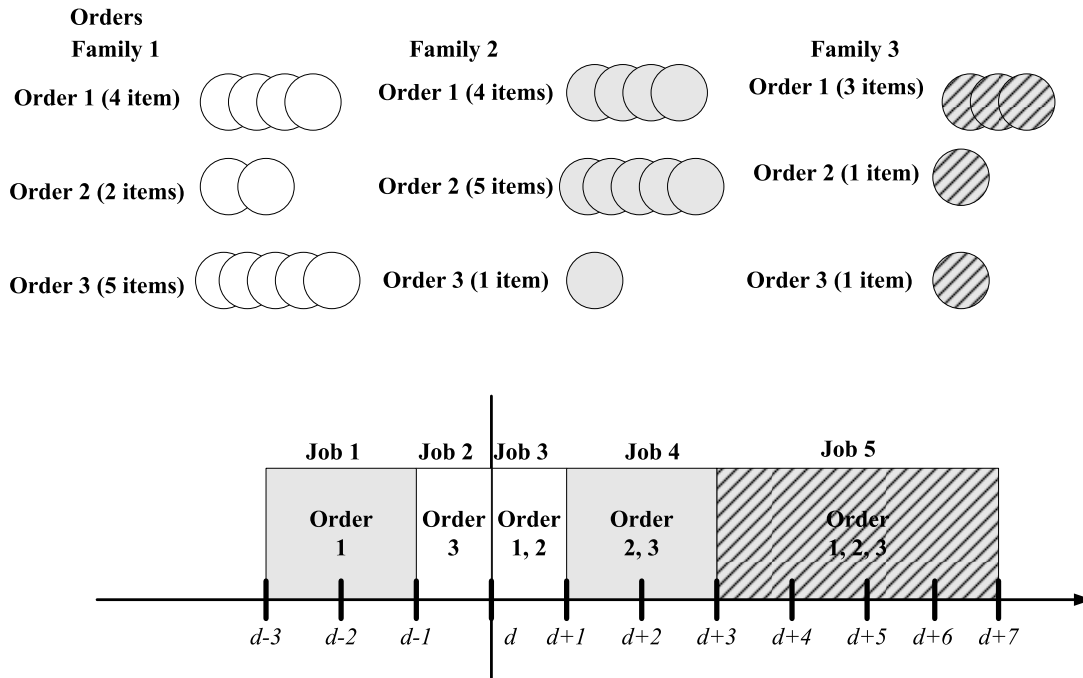 Orders
Family 1
Family 2
Family 3
Order 1 (4 item)
Order 1 (4 items)
Order 1 (3 items)
Order 2 (2 items)
Order 2 (5 items)
Order 2 (1 item)
Order 3 (5 items)
Order 3 (1 item)
Order 3 (1 item)
Job 1
Job 2
Job 3
Job 4
Job 5
Order
1
Order
3
Order
1, 2
Order
2, 3
Order
1, 2, 3
d-3
d-2
d-1
d
d+1
d+2
d+3
d+4
d+5
d+6
d+7